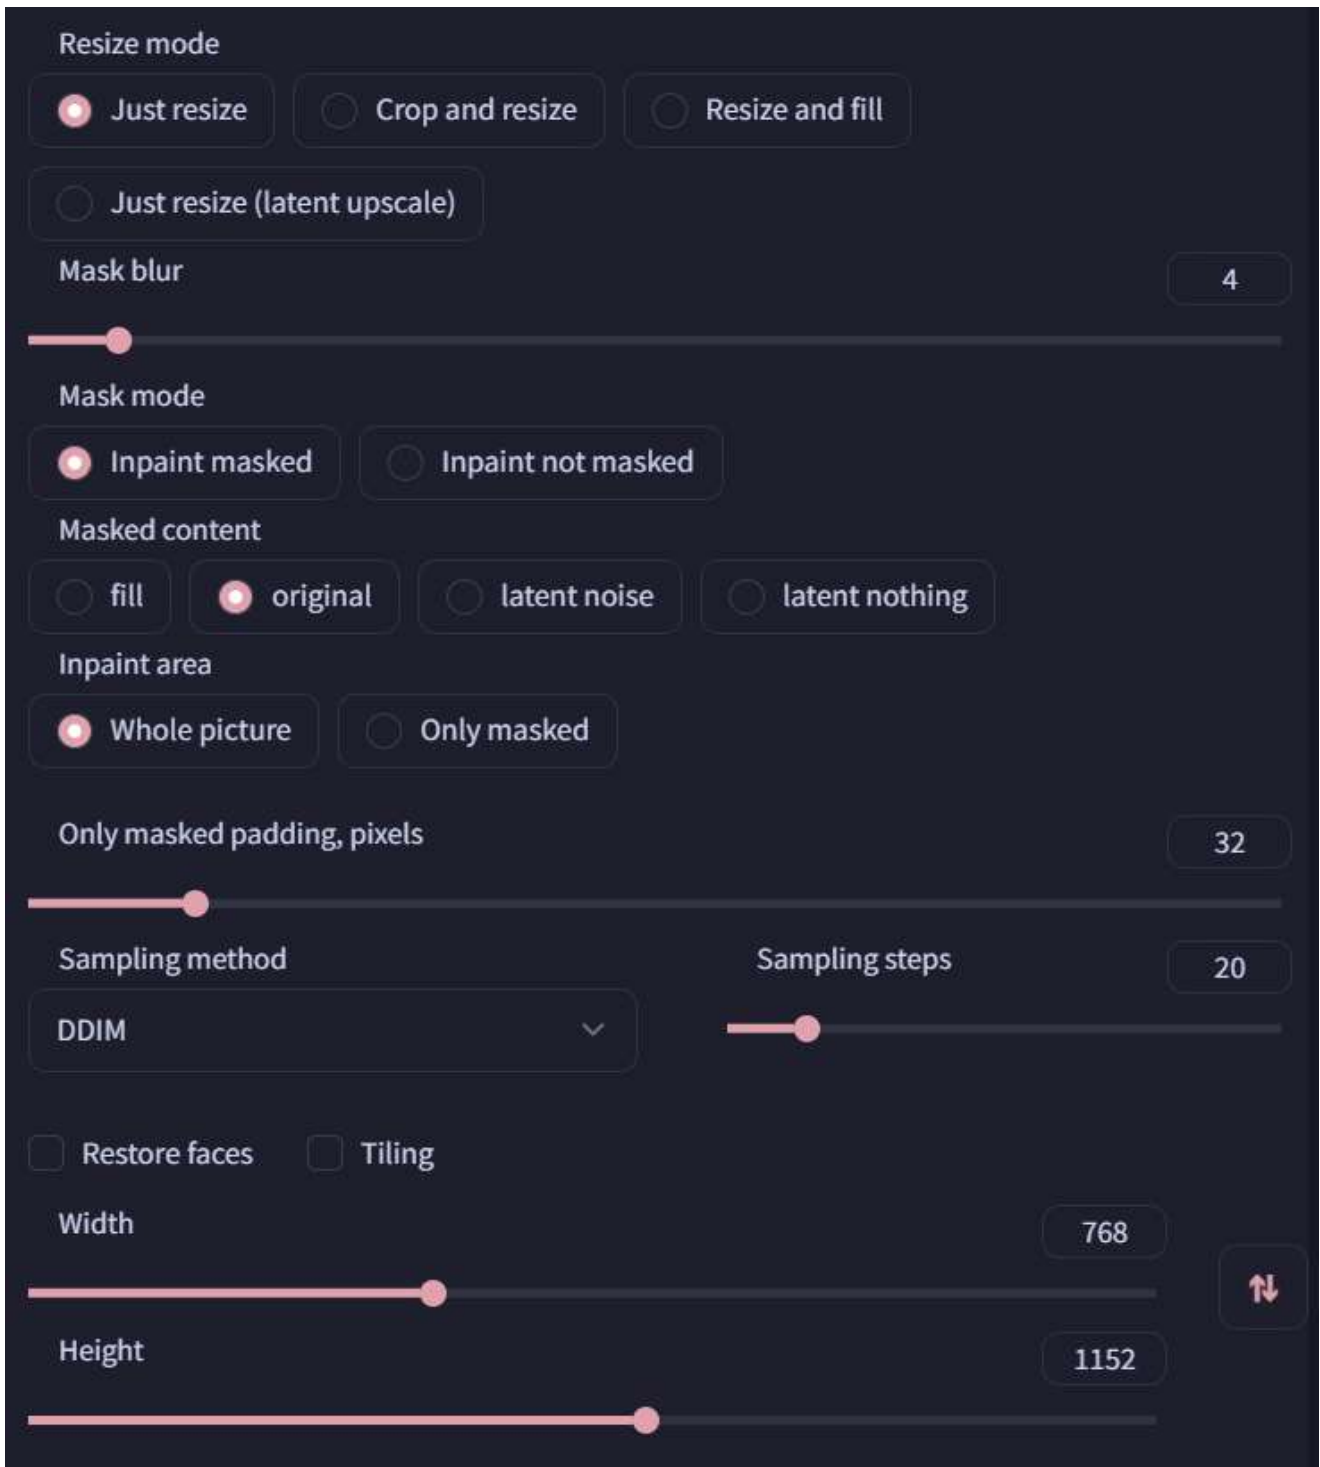 Resize mode
Just resize Crop and resize Resize and fill
Just resize (latent upscale)
Mask blur 4
Mask mode
Inpaint masked Inpaint not masked
Masked content
fill original latent noise latent nothing
Inpaint area
Whole picture Only masked
Only masked padding, pixels 32
Sampling method Sampling steps 20
DDIM
Restore faces Tiling
Width 768
Height 1152